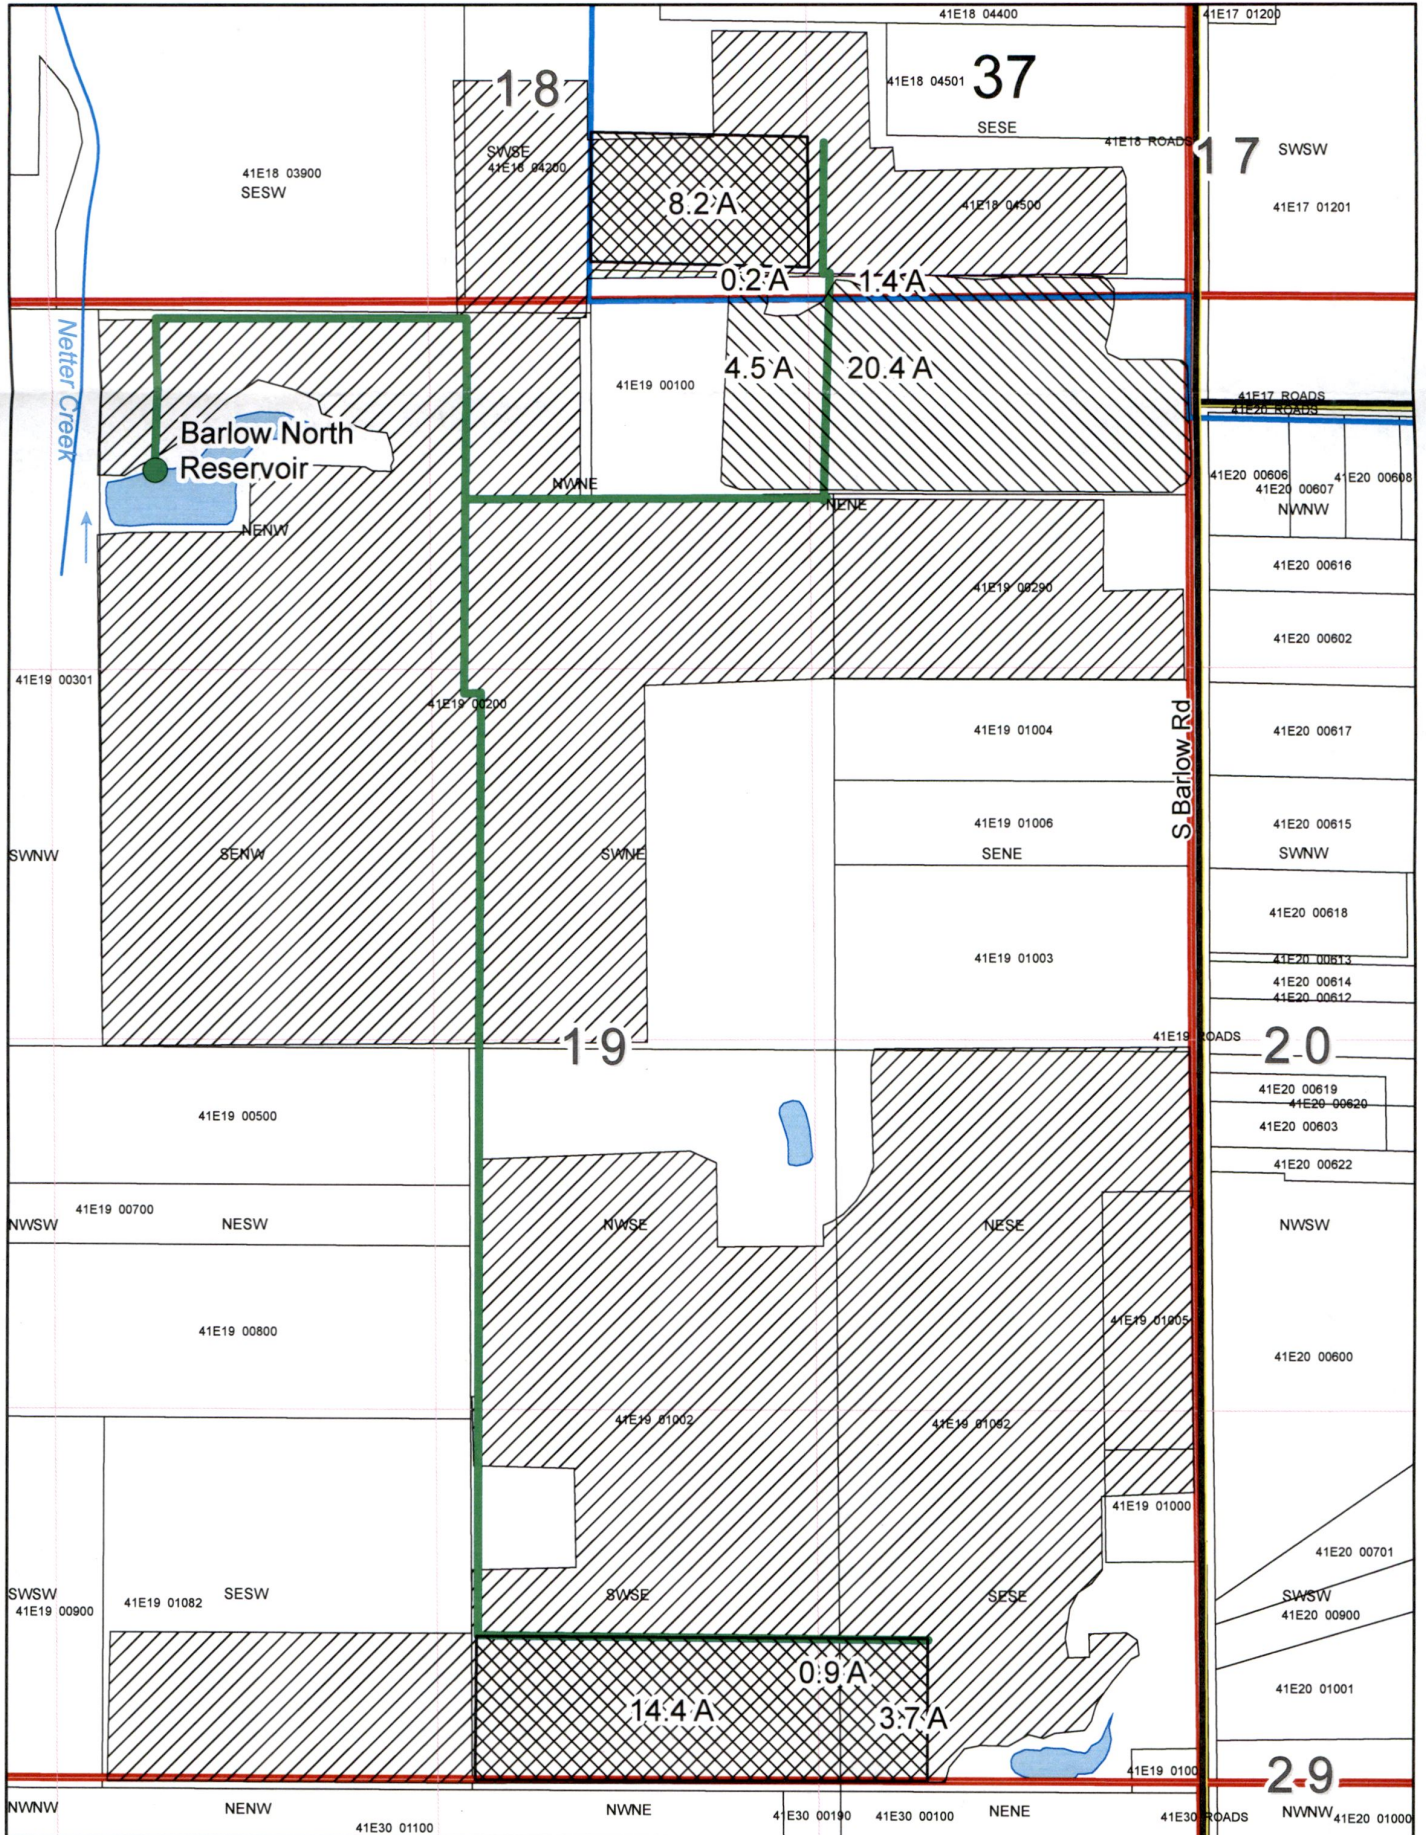 41E18 04400
41E17 01200
18
41E18 04501
37
SESE
41E18 ROADS
17
SWSW
SWSE
41E18 04200
41E18 03900
SESW
8.2 A
41E18 04500
41E17 01201
0.2 A
1.4 A
Netter Creek
4.5 A
20.4 A
41E19 00100
41E17 ROADS
41E20 ROADS
Barlow North
Reservoir
41E20 00606
41E20 00607
41E20 00608
NWNW
NWNE
NENE
NENW
41E20 00616
41E19 00290
41E20 00602
41E19 00301
41E19 00200
41E19 01004
41E20 00617
S Barlow Rd
41E19 01006
41E20 00615
SWNW
SENW
SWNE
SENE
SWNW
41E20 00618
41E19 01003
41E20 00613
41E20 00614
41E20 00612
19
41E19 ROADS
20
41E20 00619
41E20 00620
41E19 00500
41E20 00603
41E20 00622
41E19 00700
NWSW
NESW
NWSE
NESE
NWSW
41E19 00800
41E19 01005
41E20 00600
41E19 01002
41E19 01092
41E19 01000
41E20 00701
SWSW
SESW
SWSE
SESE
SWSW
41E19 00900
41E19 01082
41E20 00900
0.9 A
14.4 A
3.7 A
41E20 01001
41E19 0100
29
NWNW
NENW
NWNE
41E30 00190
41E30 00100
NENE
41E30 ROADS
NWNW
41E20 01000
41E30 01100